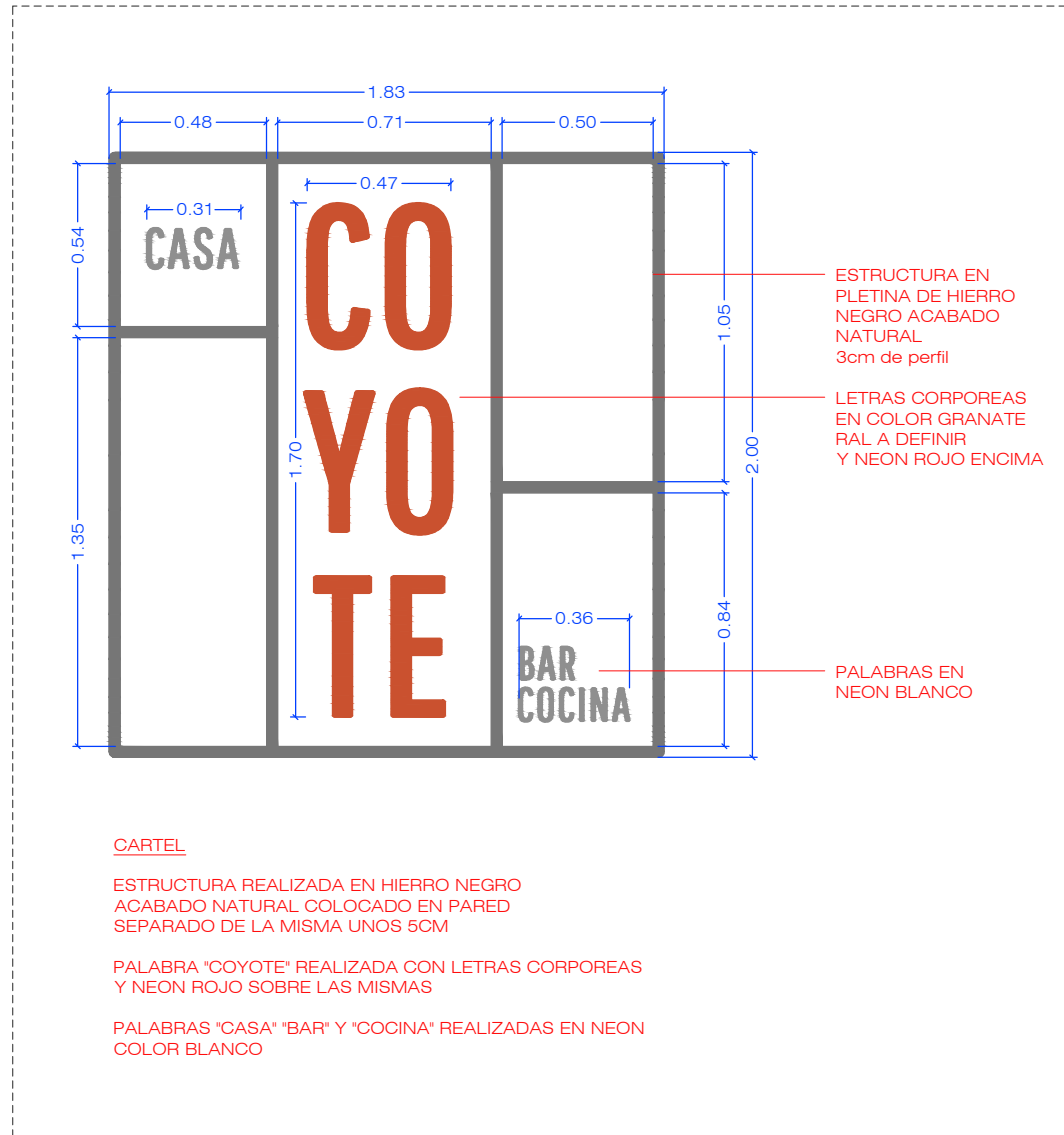 1.83
0.48
0.71
0.50
0.47
0.31
CASA
0.54
CO
YO
TE
1.70
1.35
1.05
2.00
0.84
0.36
BAR
COCINA
ESTRUCTURA EN
PLETINA DE HIERRO
NEGRO ACABADO
NATURAL
3cm de perfil
LETRAS CORPOREAS
EN COLOR GRANATE
RAL A DEFINIR
Y NEON ROJO ENCIMA
PALABRAS EN
NEON BLANCO
CARTEL
ESTRUCTURA REALIZADA EN HIERRO NEGRO
ACABADO NATURAL COLOCADO EN PARED
SEPARADO DE LA MISMA UNOS 5CM
PALABRA "COYOTE" REALIZADA CON LETRAS CORPOREAS
Y NEON ROJO SOBRE LAS MISMAS
PALABRAS "CASA" "BAR" Y "COCINA" REALIZADAS EN NEON
COLOR BLANCO